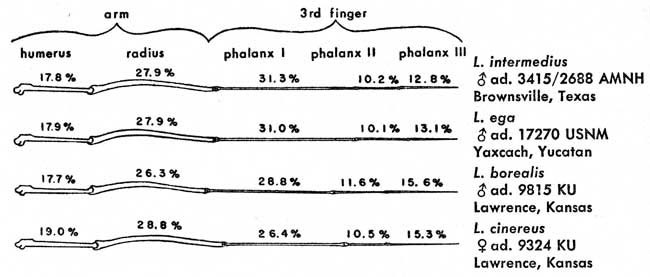 arm 3rd finger
humerus radius phalanx I phalanx II phalanx III
17.8% 27.9% 31.3% 10.2% 12.8% L. intermedius
♂ ad. 3415/2688 AMNH
Brownsville, Texas
17.9% 27.9% 31.0% 10.1% 13.1% L. ega
♂ ad. 17270 USNM
Yaxcach, Yucatan
17.7% 26.3% 28.8% 11.6% 15.6% L. borealis
♂ ad. 9815 KU
Lawrence, Kansas
19.0% 28.8% 26.4% 10.5% 15.3% L. cinereus
♀ ad. 9324 KU
Lawrence, Kansas